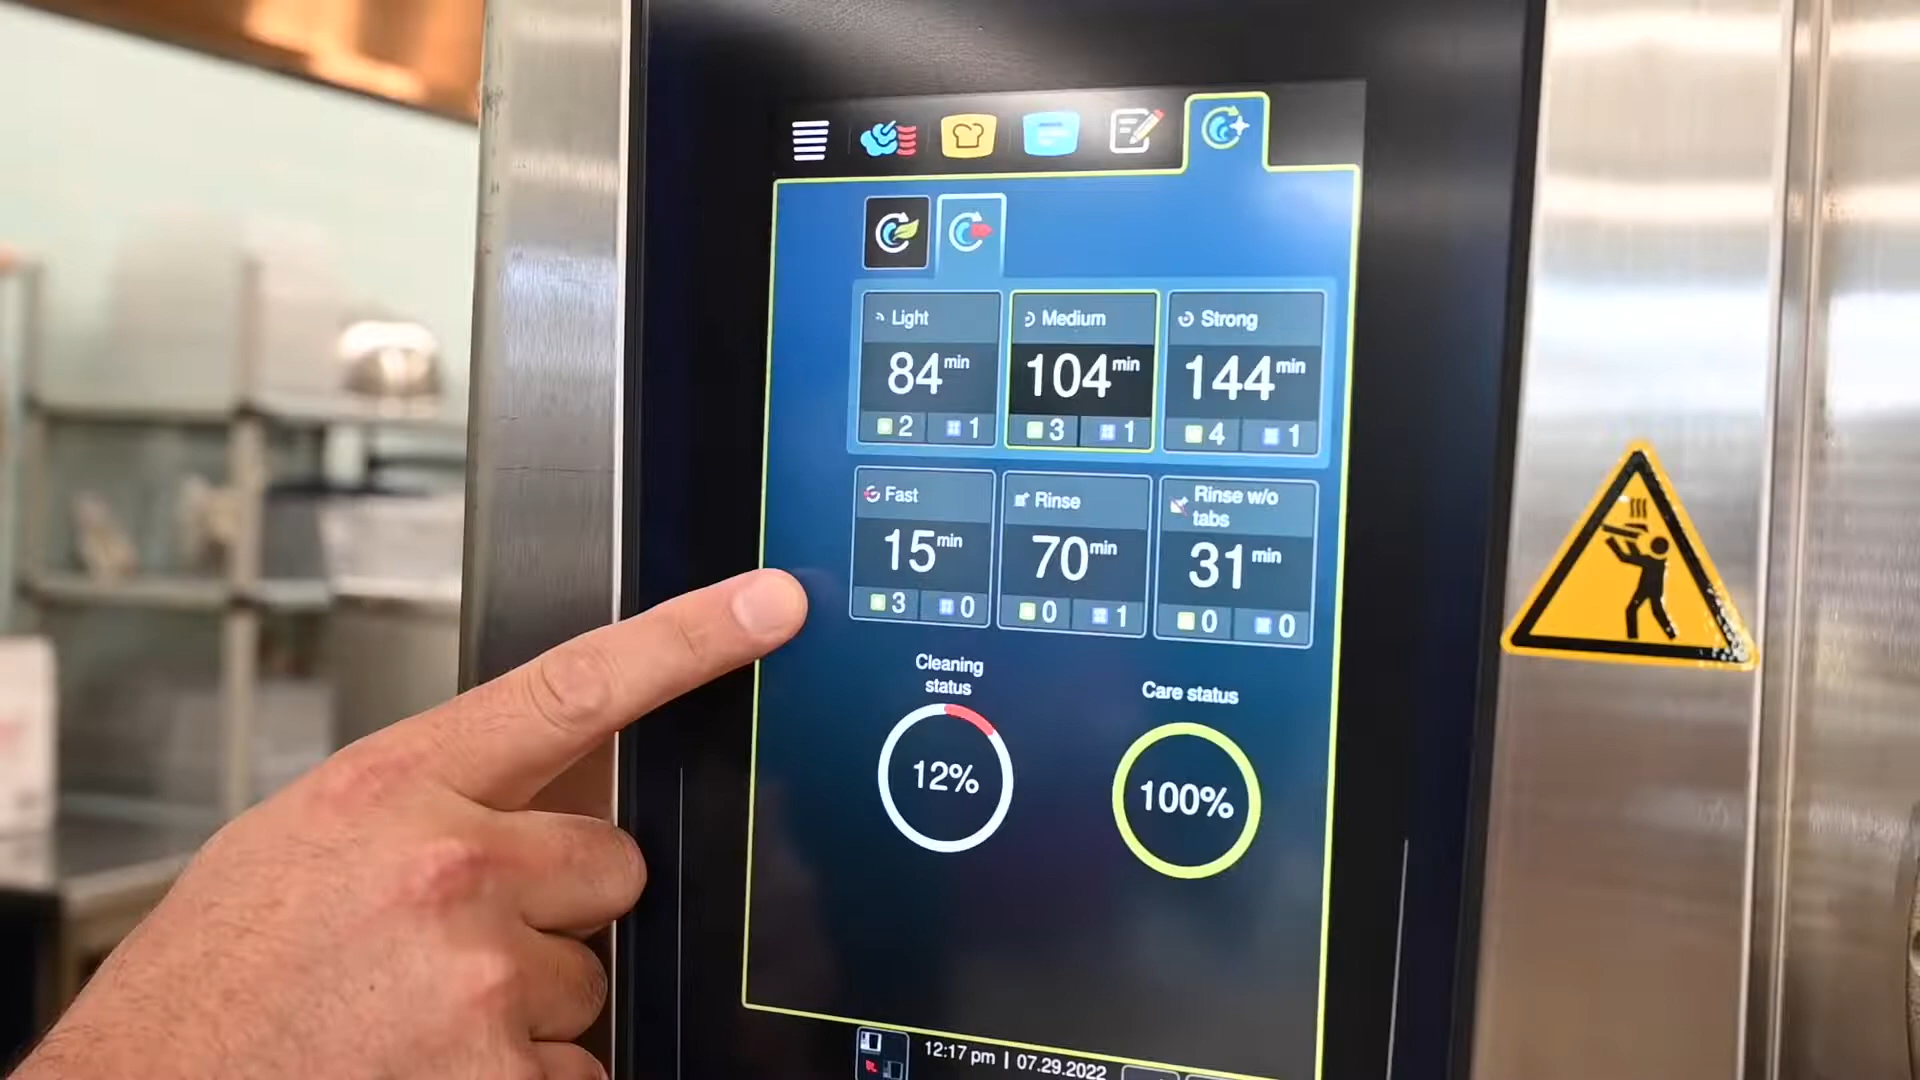 Light
84 min
2 1
Medium
104 min
3 1
Strong
144 min
4 1
Fast
15 min
3 0
Rinse
70 min
0 1
Rinse w/o
tabs
31 min
0 0
Cleaning
status
12%
Care status
100%
12:17 pm | 07.29.2022